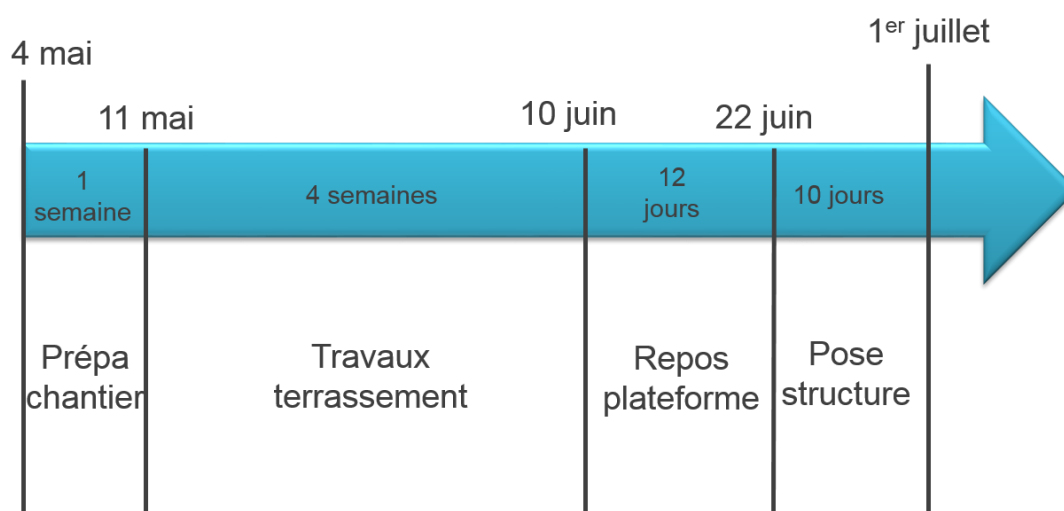 4 mai
11 mai
10 juin
22 juin
1er juillet
1
semaine
4 semaines
12
jours
10 jours
Prépa
chantier
Travaux
terrassement
Repos
plateforme
Pose
structure